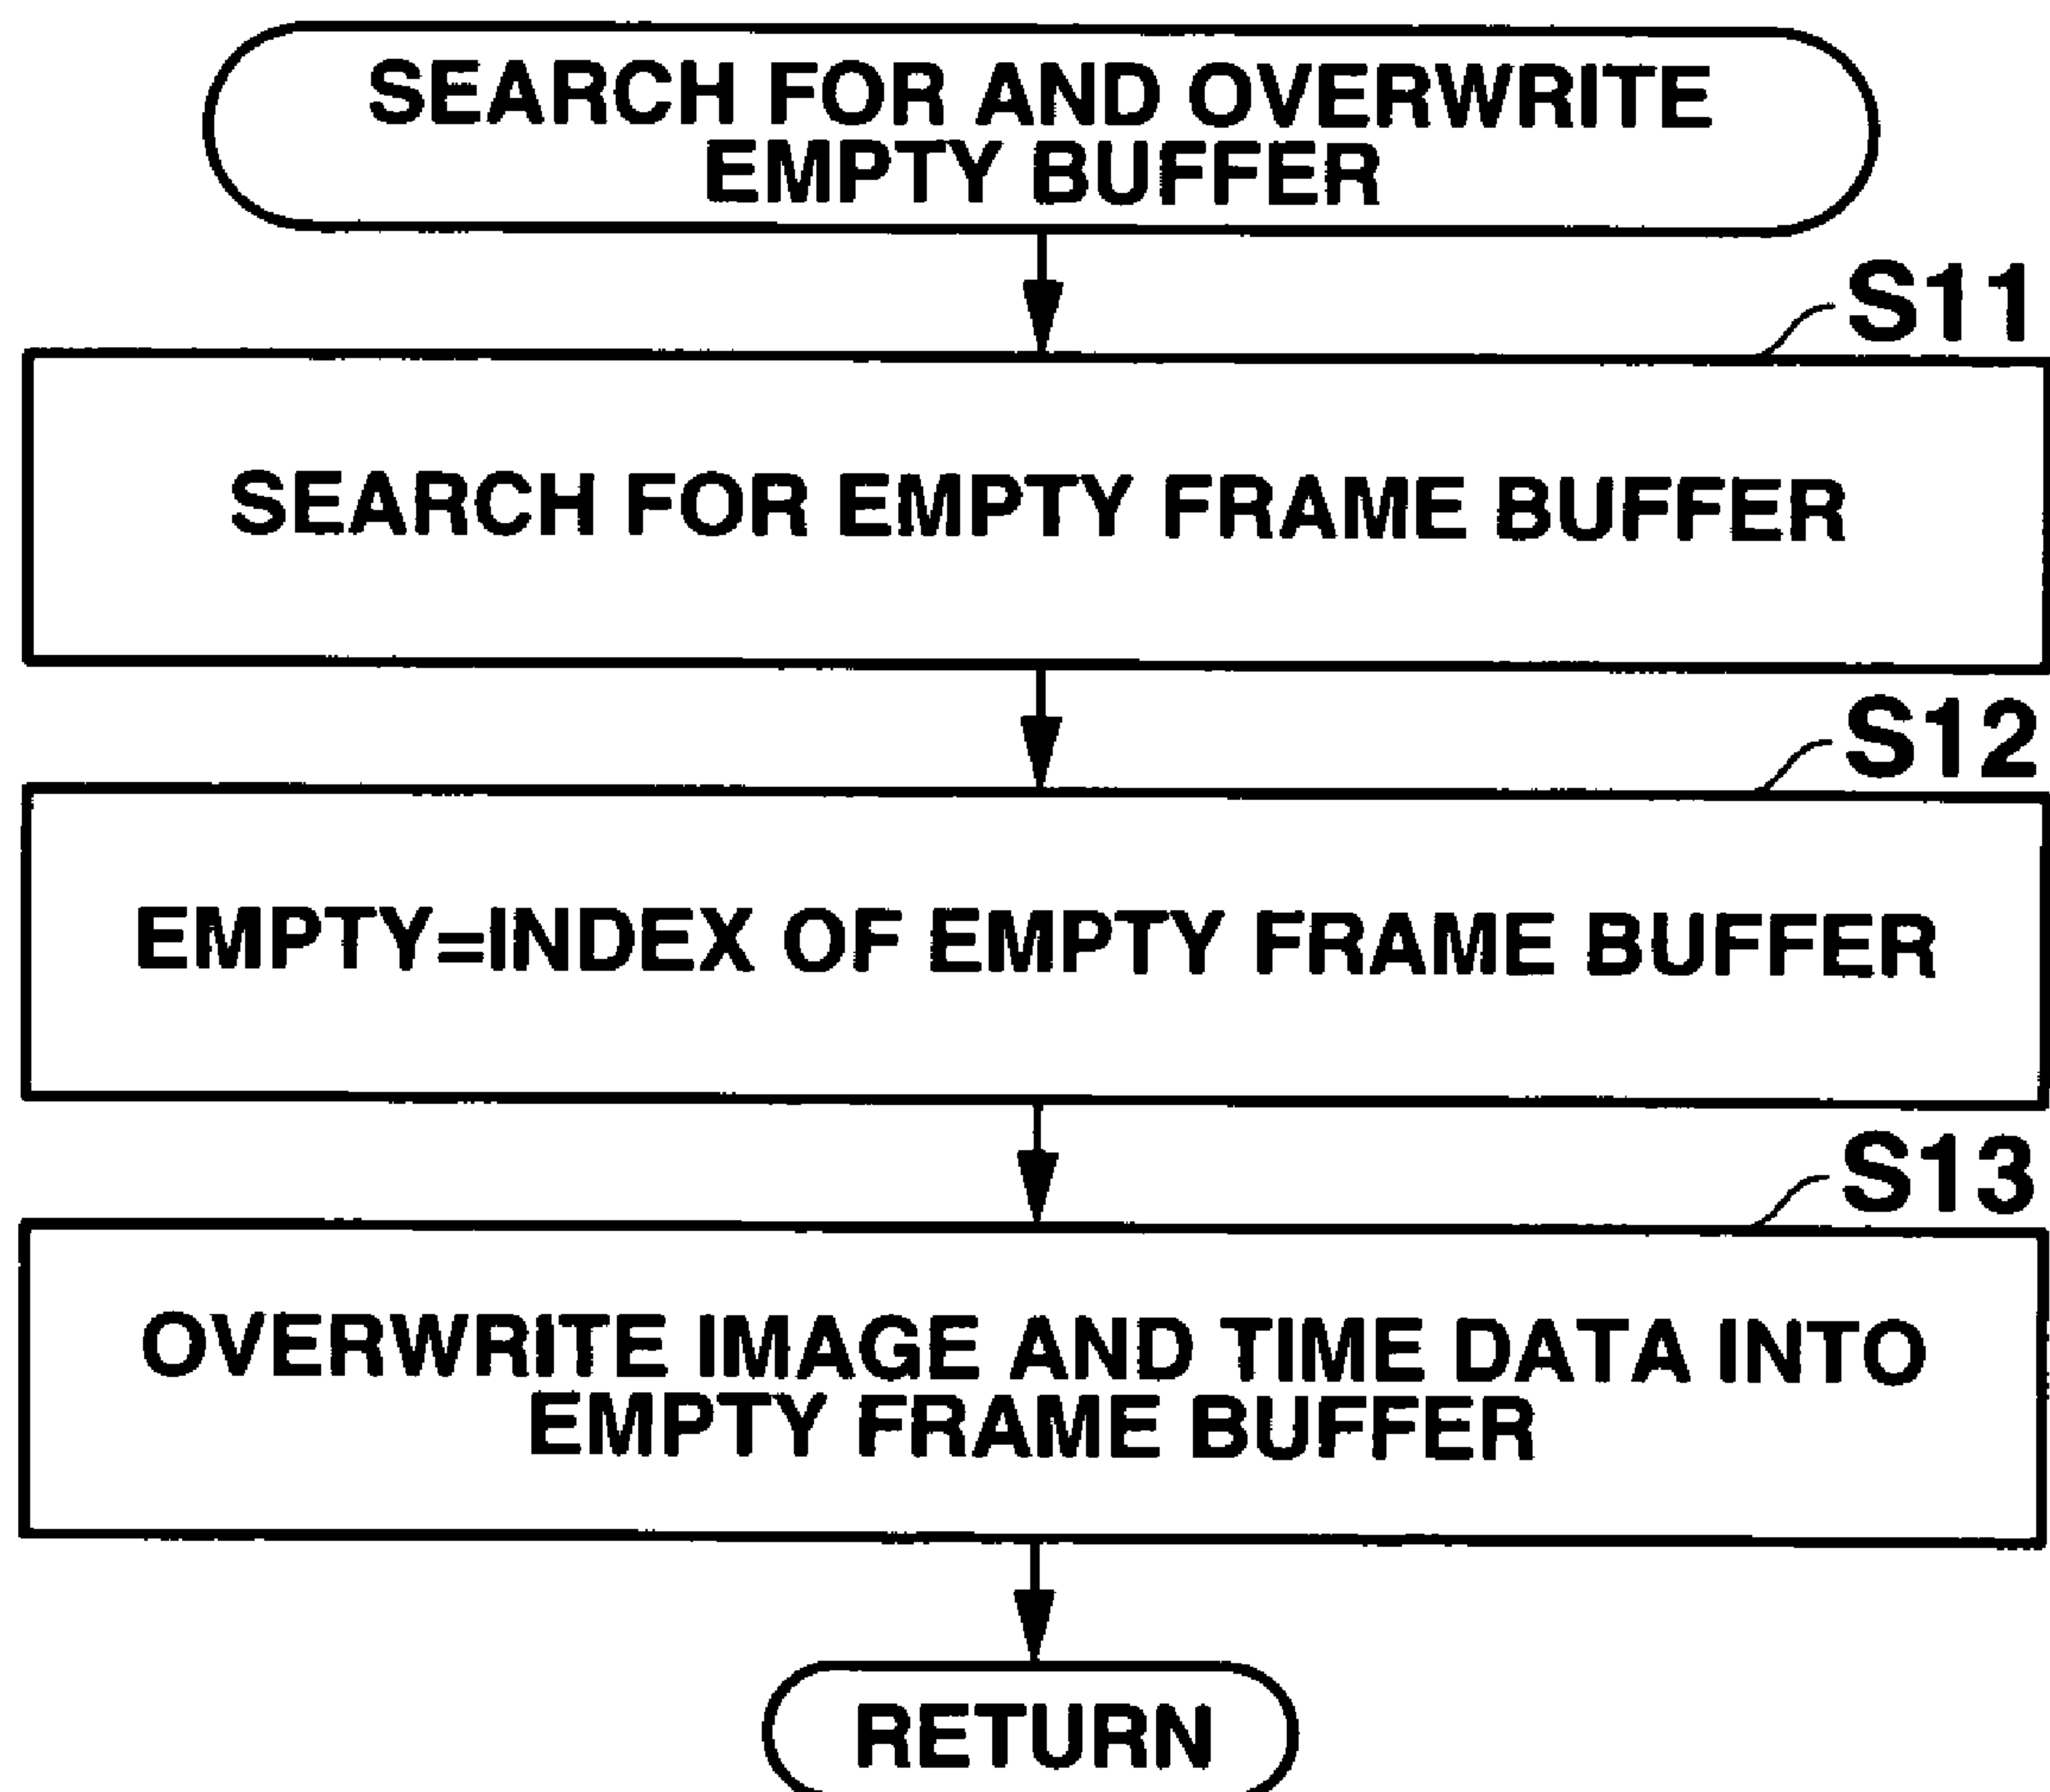 SEARCH FOR AND OVERWRITE
EMPTY BUFFER
S11
SEARCH FOR EMPTY FRAME BUFFER
S12
EMPTY=INDEX OF EMPTY FRAME BUFFER
S13
OVERWRITE IMAGE AND TIME DATA INTO
EMPTY FRAME BUFFER
RETURN